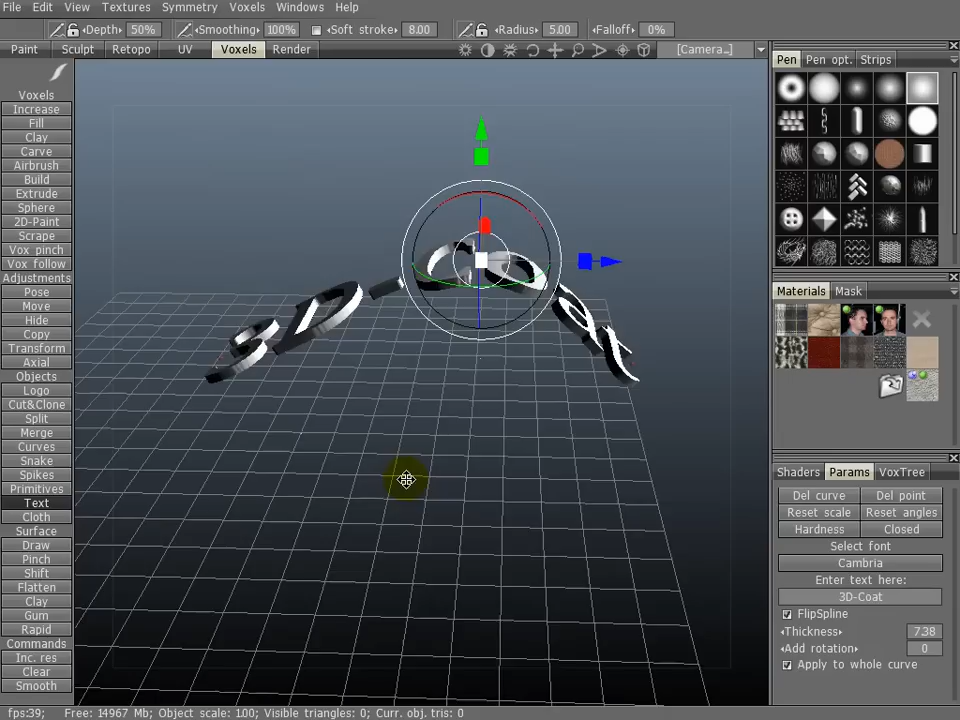 File Edit View Textures Symmetry Voxels Windows Help
Depth: 50% Smoothing: 100% Soft stroke: 8.00 Radius: 5.00 Falloff: 0%
Paint Sculpt Retopo UV Voxels Render [Camera...]
Voxels
Increase
Fill
Clay
Carve
Airbrush
Build
Extrude
Sphere
2D-Paint
Scrape
Vox pinch
Vox follow
Adjustments
Pose
Move
Hide
Copy
Transform
Axial
Objects
Logo
Cut&Clone
Split
Merge
Curves
Snake
Spikes
Primitives
Text
Cloth
Surface
Draw
Pinch
Shift
Flatten
Clay
Gum
Rapid
Commands
Inc. res
Clear
Smooth
3D-Coat
Pen Pen opt. Strips
Materials Mask
Shaders Params VoxTree
Del curve Del point
Reset scale Reset angles
Hardness Closed
Select font
Cambria
Enter text here:
3D-Coat
FlipSpline
Thickness 7.38
Add rotation 0
Apply to whole curve
fps:39; Free: 14967 Mb; Object scale: 1.00; Visible triangles: 0; Curr. obj. tris: 0